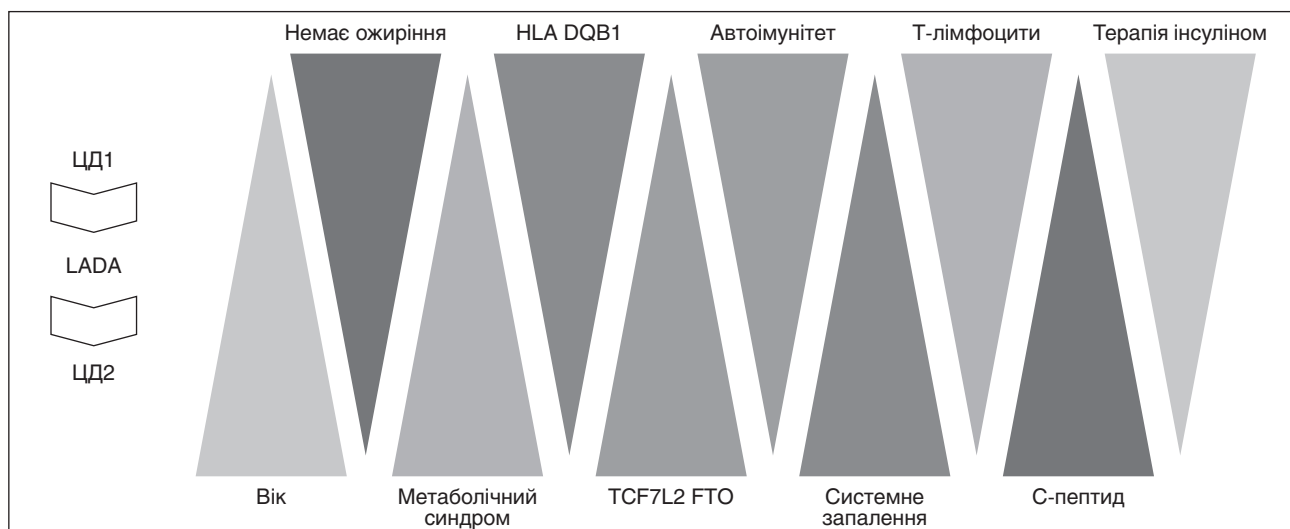 Немає ожиріння
HLA DQB1
Автоімунітет
Т-лімфоцити
Терапія інсуліном
ЦД1
LADA
ЦД2
Вік
Метаболічний
синдром
TCF7L2 FTO
Системне
запалення
С-пептид